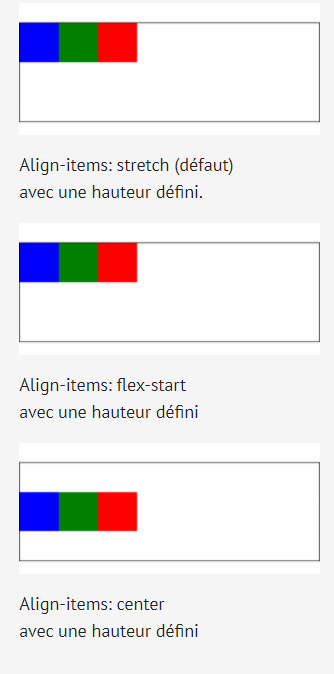 Align-items: stretch (défaut)
avec une hauteur défini.
Align-items: flex-start
avec une hauteur défini
Align-items: center
avec une hauteur défini